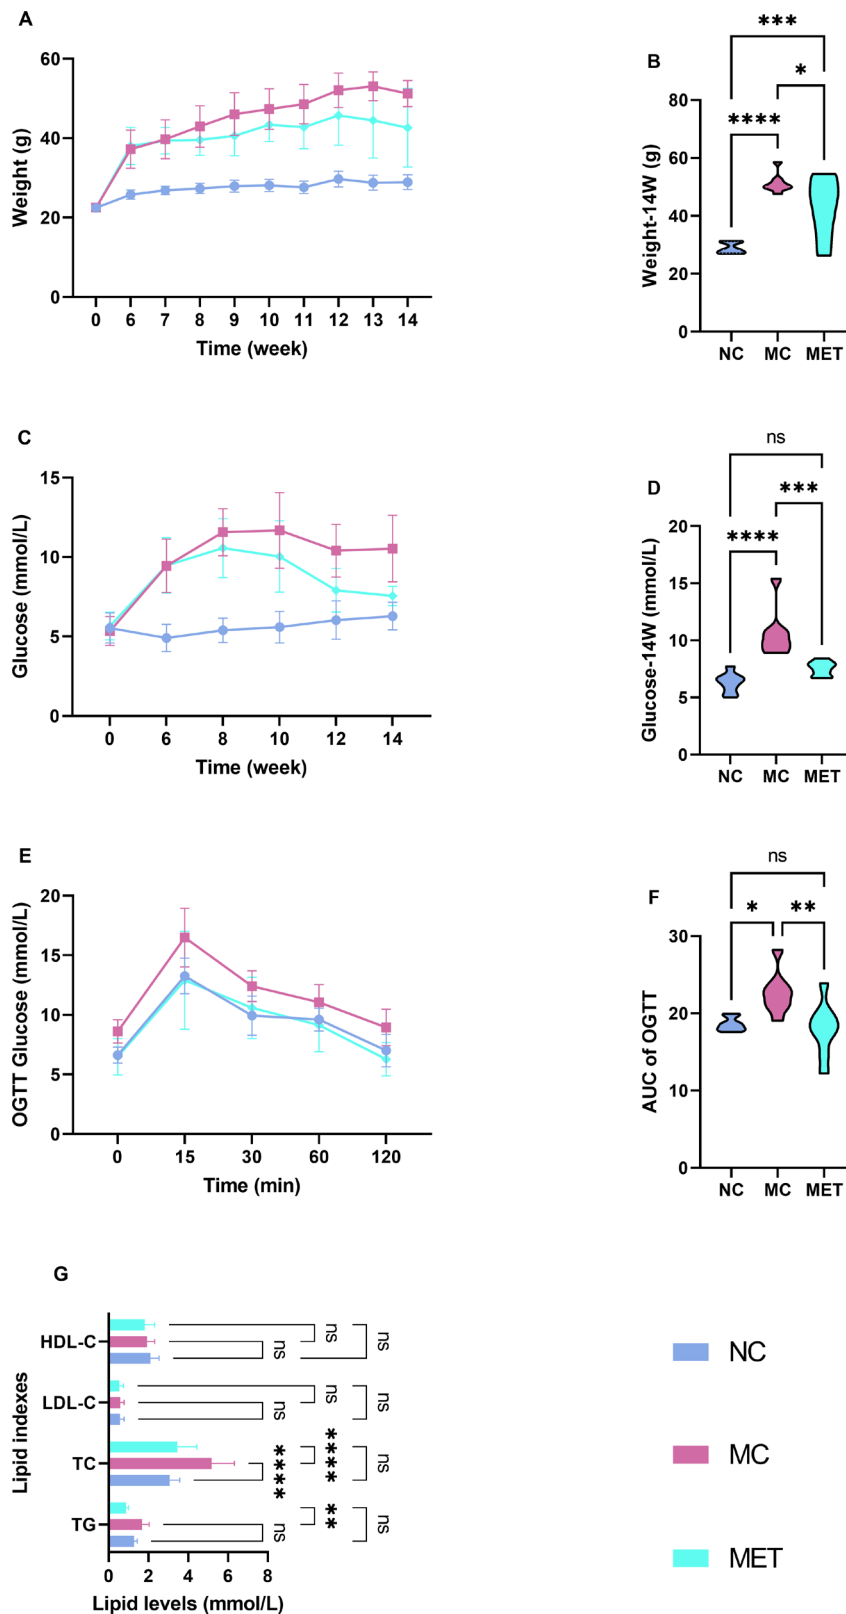 A
Weight (g)
60
40
20
0
0 6 7 8 9 10 11 12 13 14
Time (week)
B
Weight-14W (g)
***
*
****
80
60
40
20
0
NC MC MET
C
Glucose (mmol/L)
15
10
5
0
0 6 8 10 12 14
Time (week)
D
Glucose-14W (mmol/L)
ns
***
****
20
15
10
5
0
NC MC MET
E
OGTT Glucose (mmol/L)
20
15
10
5
0
0 15 30 60 120
Time (min)
F
AUC of OGTT
ns
* **
30
20
10
0
NC MC MET
G
Lipid indexes
HDL-C
ns
ns
ns
LDL-C
ns
ns
ns
TC
****
****
ns
TG
ns
**
ns
0 2 4 6 8
Lipid levels (mmol/L)
NC
MC
MET